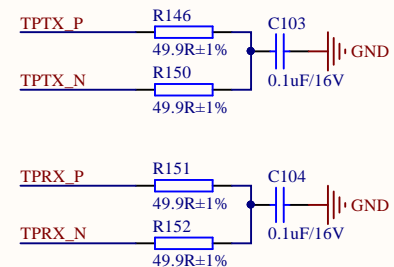 TPTX_P
R146
49.9R±1%
C103
GND
0.1uF/16V
TPTX_N
R150
49.9R±1%
TPRX_P
R151
49.9R±1%
C104
GND
0.1uF/16V
TPRX_N
R152
49.9R±1%